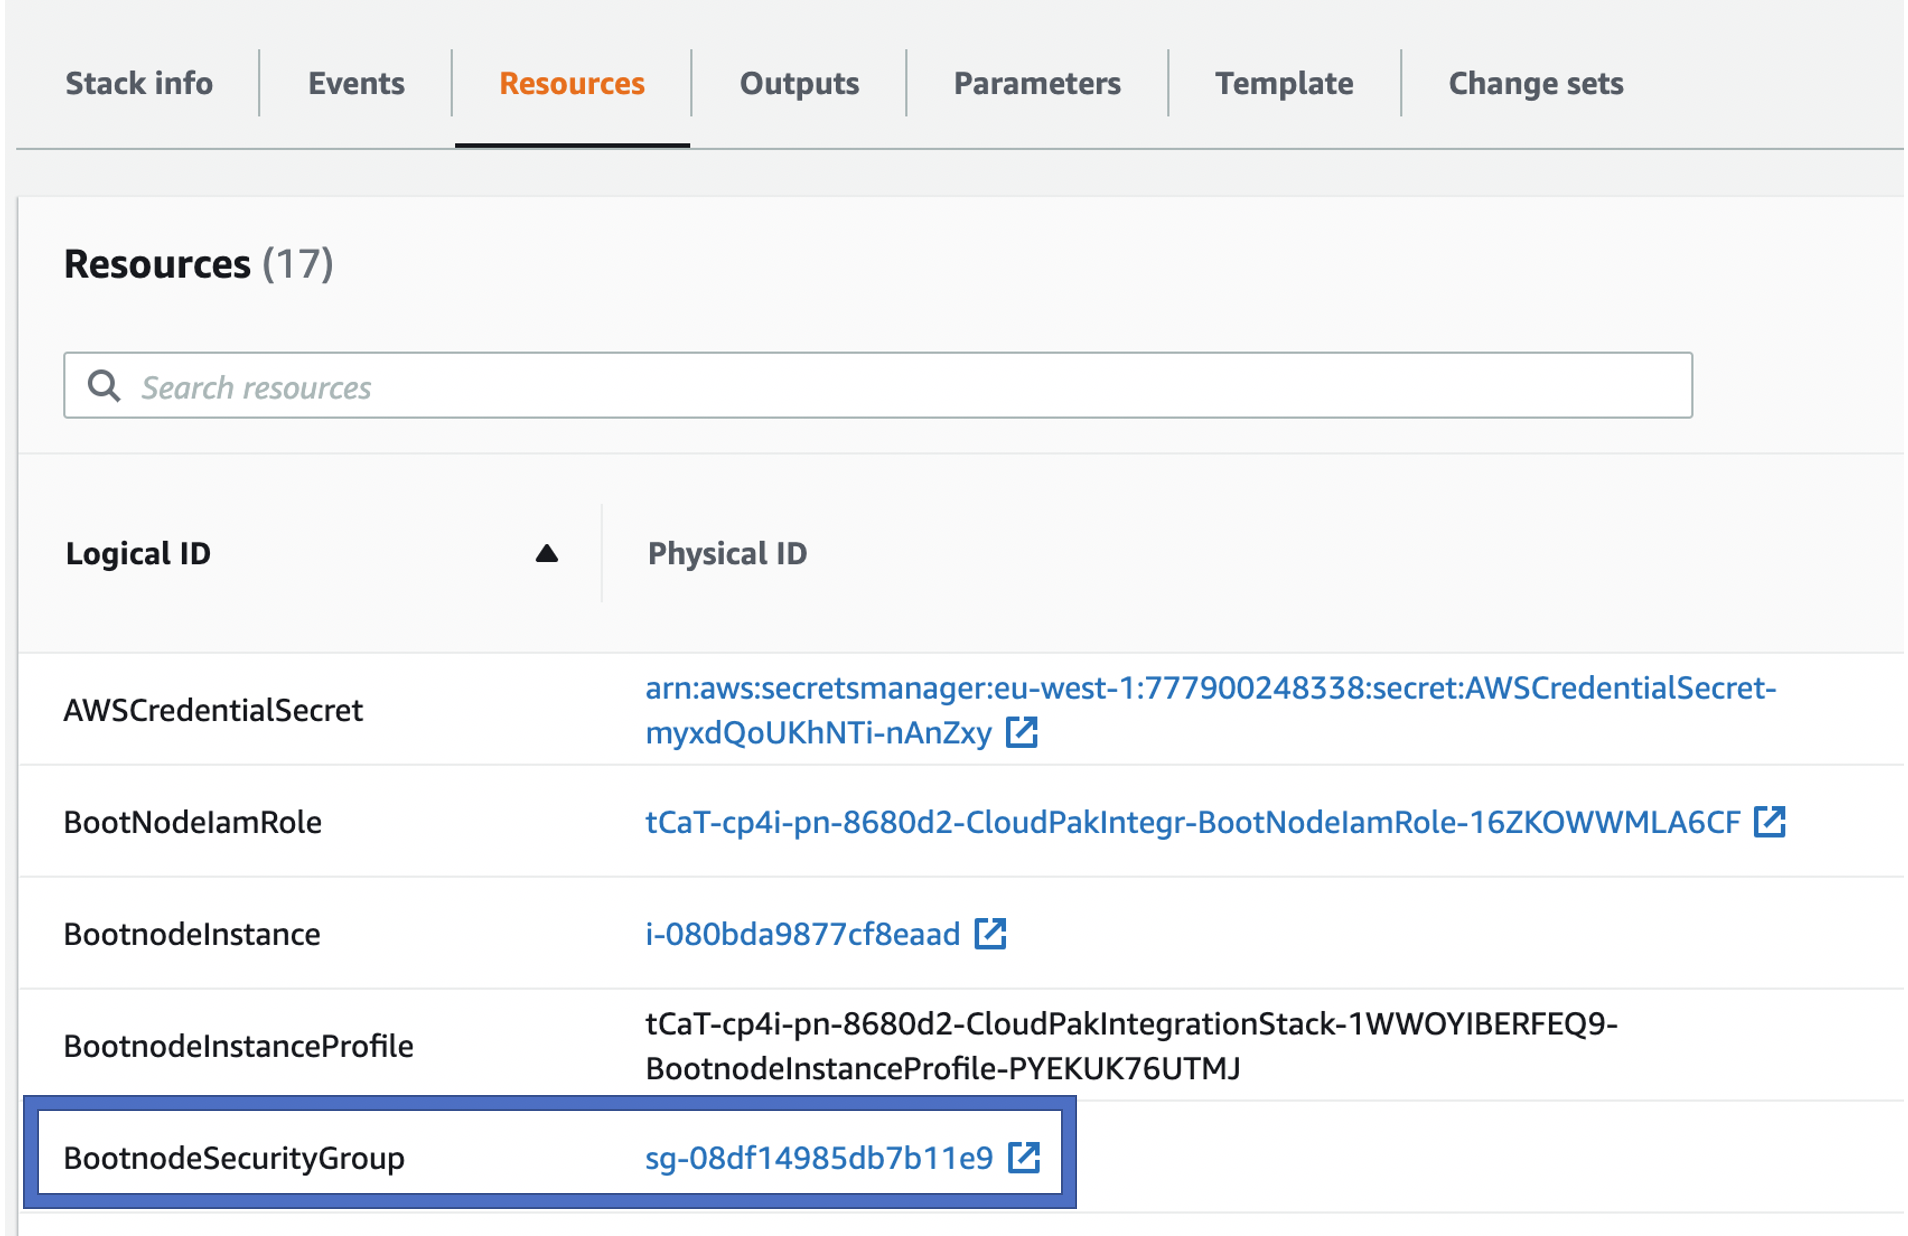 Stack info
Events
Resources
Outputs
Parameters
Template
Change sets
Resources (17)
Search resources
Logical ID
Physical ID
AWSCredentialSecret
arn:aws:secretsmanager:eu-west-1:777900248338:secret:AWSCredentialSecret-
myxdQoUKhNTi-nAnZxy
BootNodeIamRole
tCaT-cp4i-pn-8680d2-CloudPakIntegr-BootNodeIamRole-16ZKOWWMLA6CF
BootnodeInstance
i-080bda9877cf8eaad
BootnodeInstanceProfile
tCaT-cp4i-pn-8680d2-CloudPakIntegrationStack-1WWOYIBERFEQ9-
BootnodeInstanceProfile-PYEKUK76UTMJ
BootnodeSecurityGroup
sg-08df14985db7b11e9